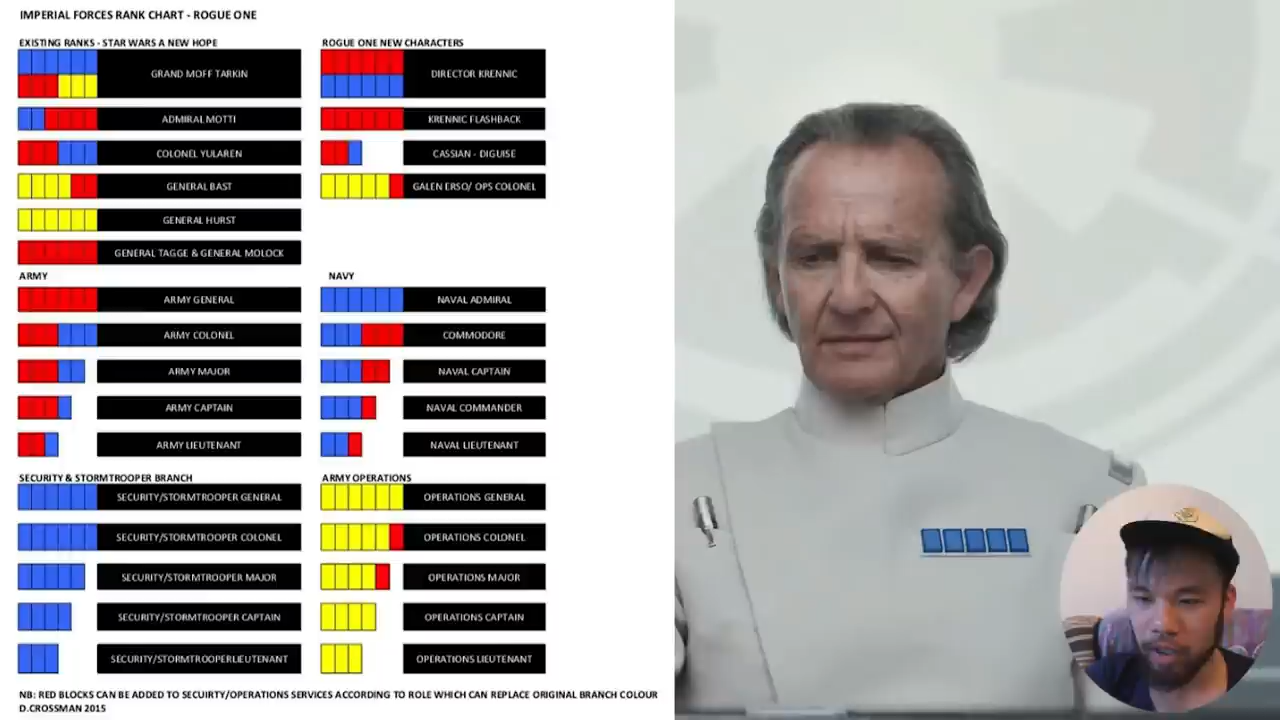 IMPERIAL FORCES RANK CHART - ROGUE ONE
EXISTING RANKS - STAR WARS A NEW HOPE
GRAND MOFF TARKIN
ADMIRAL MOTTI
COLONEL YULAREN
GENERAL BAST
GENERAL HURST
GENERAL TAGGE & GENERAL MOLOCK
ROGUE ONE NEW CHARACTERS
DIRECTOR KRENNIC
KRENNIC FLASHBACK
CASSIAN - DIGUISE
GALEN ERSO/ OPS COLONEL
ARMY
ARMY GENERAL
ARMY COLONEL
ARMY MAJOR
ARMY CAPTAIN
ARMY LIEUTENANT
NAVY
NAVAL ADMIRAL
COMMODORE
NAVAL CAPTAIN
NAVAL COMMANDER
NAVAL LIEUTENANT
SECURITY & STORMTROOPER BRANCH
SECURITY/STORMTROOPER GENERAL
SECURITY/STORMTROOPER COLONEL
SECURITY/STORMTROOPER MAJOR
SECURITY/STORMTROOPER CAPTAIN
SECURITY/STORMTROOPERLIEUTENANT
ARMY OPERATIONS
OPERATIONS GENERAL
OPERATIONS COLONEL
OPERATIONS MAJOR
OPERATIONS CAPTAIN
OPERATIONS LIEUTENANT
NB: RED BLOCKS CAN BE ADDED TO SECUIRTY/OPERATIONS SERVICES ACCORDING TO ROLE WHICH CAN REPLACE ORIGINAL BRANCH COLOUR
D.CROSSMAN 2015